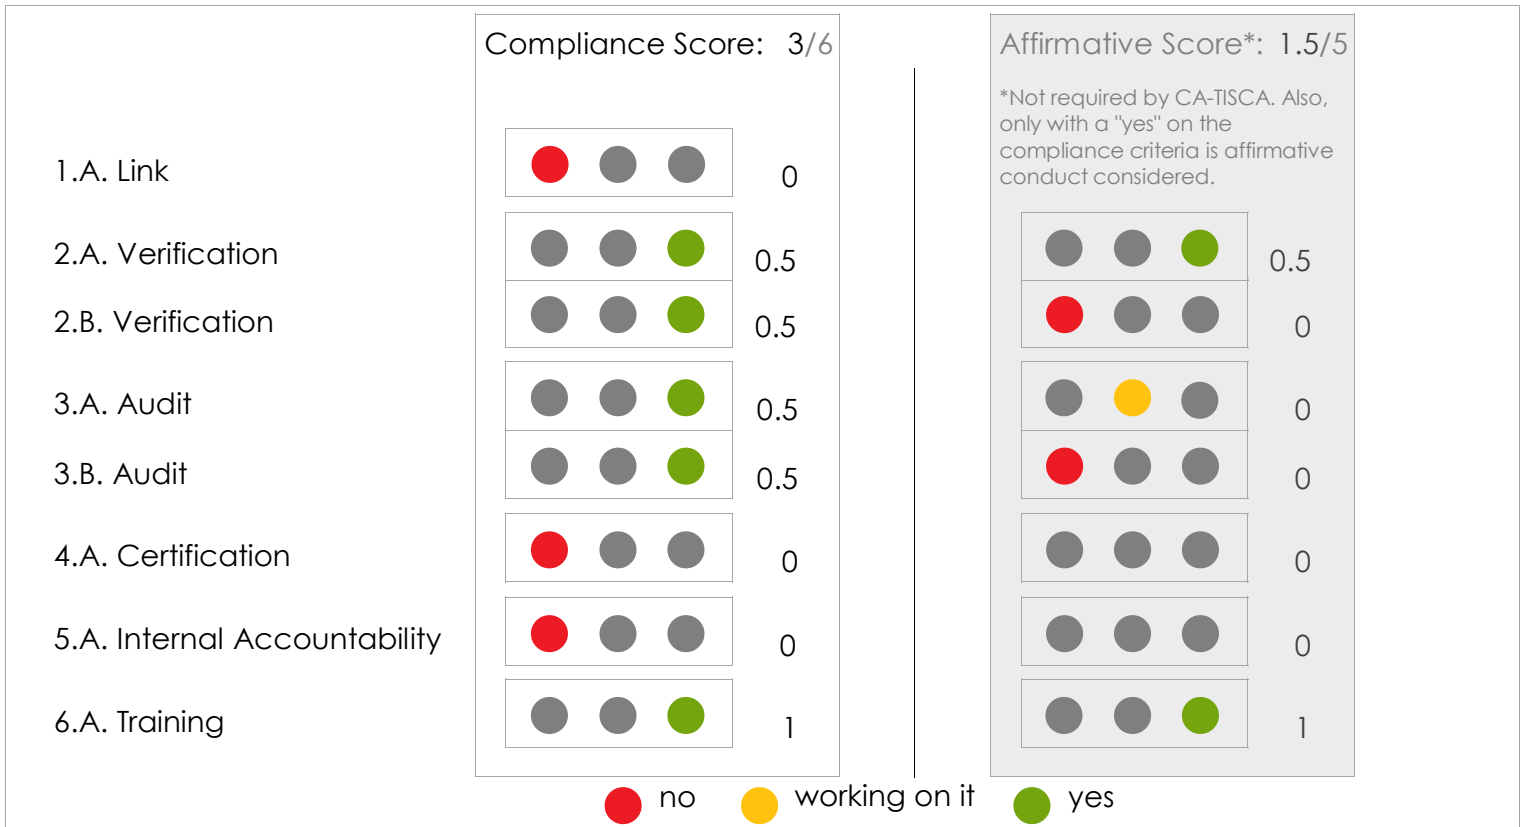 Compliance Score: 3/6
Affirmative Score*: 1.5/5
*Not required by CA-TISCA. Also,
only with a "yes" on the
compliance criteria is affirmative
conduct considered.
1.A. Link 0
2.A. Verification 0.5 0.5
2.B. Verification 0.5 0
3.A. Audit 0.5 0
3.B. Audit 0.5 0
4.A. Certification 0 0
5.A. Internal Accountability 0 0
6.A. Training 1 1
no working on it yes